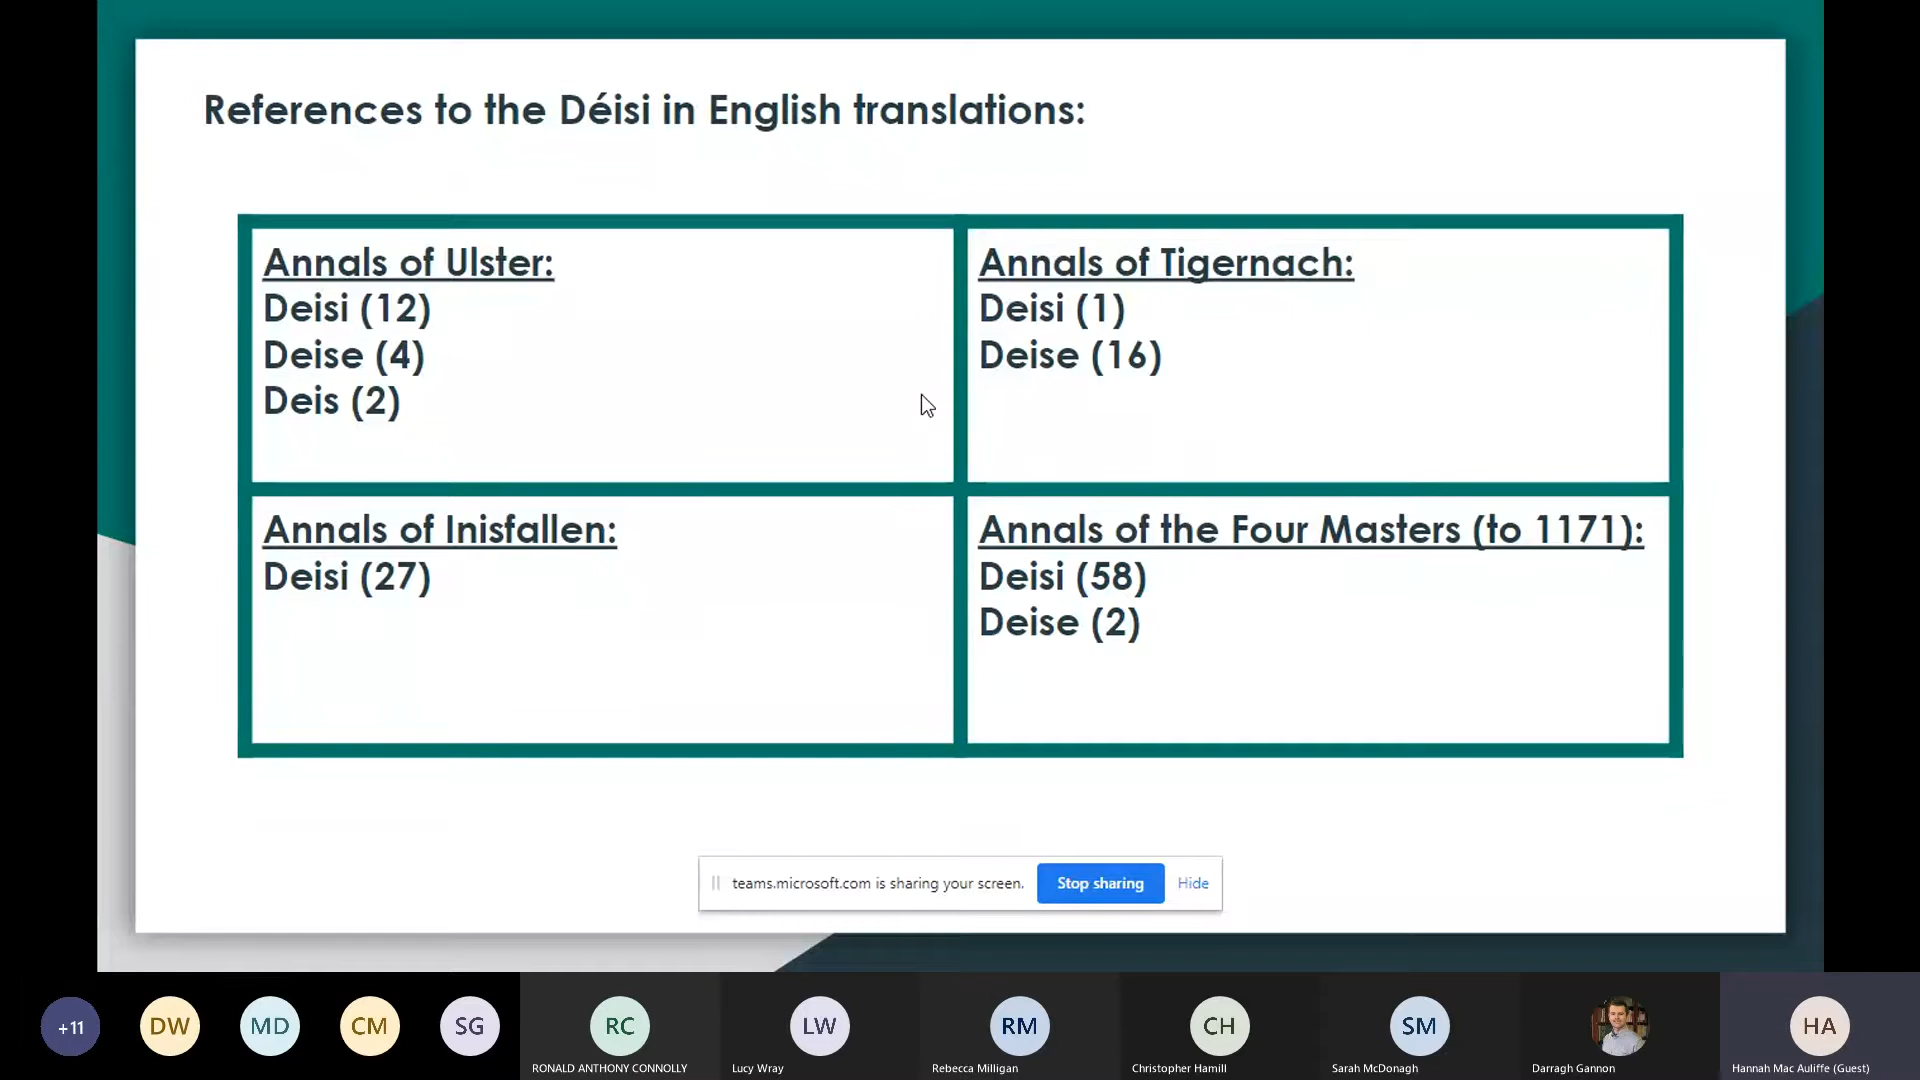 References to the Déisi in English translations:
Annals of Ulster:
Deisi (12)
Deise (4)
Deis (2)
Annals of Tigernach:
Deisi (1)
Deise (16)
Annals of Inisfallen:
Deisi (27)
Annals of the Four Masters (to 1171):
Deisi (58)
Deise (2)
teams.microsoft.com is sharing your screen.
Stop sharing
Hide
+11
DW
MD
CM
SG
RC
LW
RM
CH
SM
HA
RONALD ANTHONY CONNOLLY
Lucy Wray
Rebecca Milligan
Christopher Hamill
Sarah McDonagh
Darragh Gannon
Hannah Mac Auliffe (Guest)